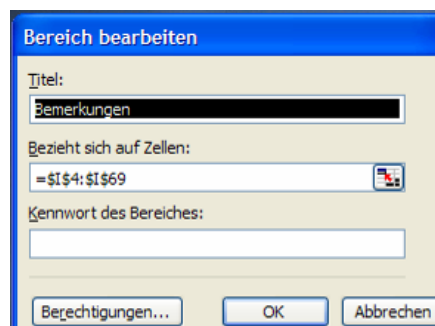 Bereich bearbeiten
Titel:
Bemerkungen
Bezieht sich auf Zellen:
=$I$4:$I$69
Kennwort des Bereiches:
Berechtigungen... OK Abbrechen